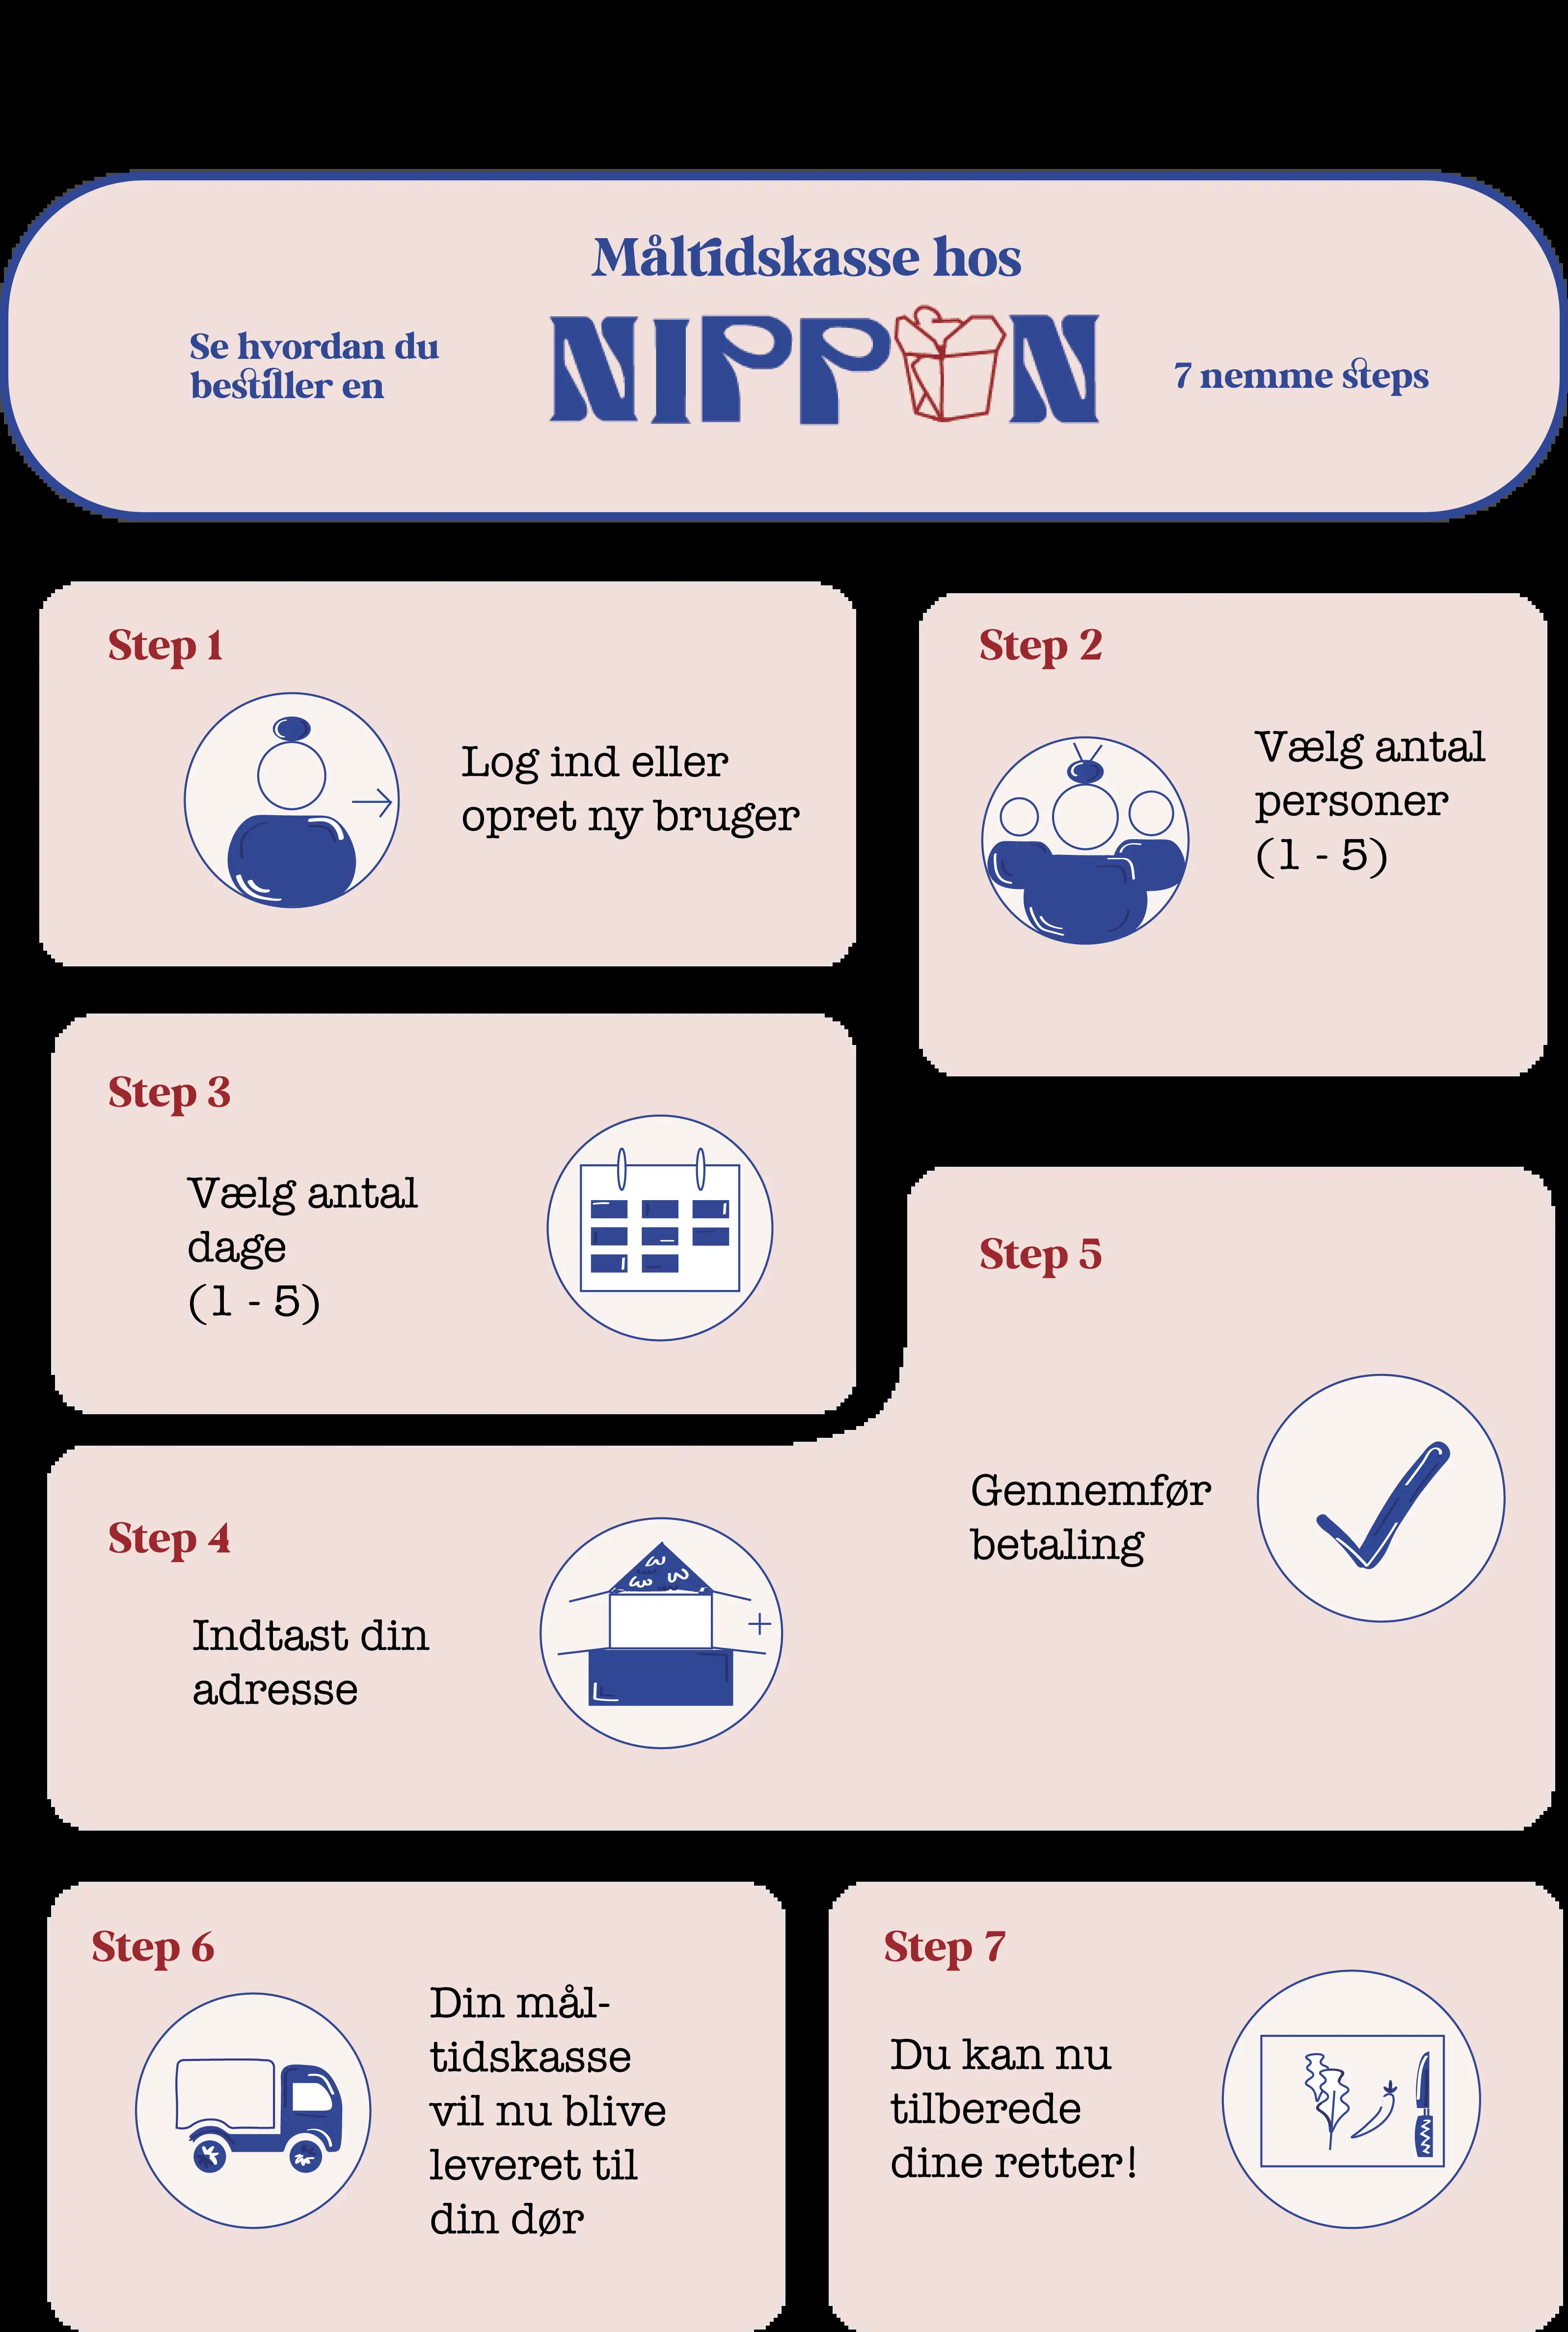 Måltidskasse hos
NIPPON
Se hvordan du
bestiller en
7 nemme steps
Step 1
Log ind eller
opret ny bruger
Step 2
Vælg antal
personer
(1 - 5)
Step 3
Vælg antal
dage
(1 - 5)
Step 4
Indtast din
adresse
Step 5
Gennemfør
betaling
Step 6
Din mål-
tidskasse
vil nu blive
leveret til
din dør
Step 7
Du kan nu
tilberede
dine retter!